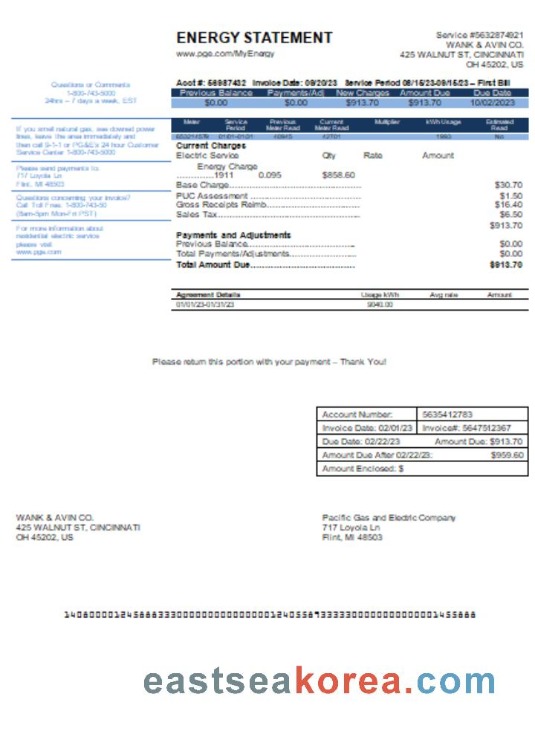 ENERGY STATEMENT
www.pge.com/MyEnergy
Service #5632874921
WANK & AVIN CO.
425 WALNUT ST, CINCINNATI
OH 45202, US
Questions or Comments
1-800-743-5000
24hrs – 7 days a week, EST
If you smell natural gas, see downed power
lines, leave the area immediately and
then call 9-1-1 or PG&E's 24 hour Customer
Service Center 1-800-743-5000
Please send payments to:
717 Loyola Ln
Flint, MI 48503
Questions concerning your invoice?
Call Toll Free: 1-800-743-50
(8am-5pm Mon-Fri PST)
For more information about
residential electric service
please visit
www.pge.com
Acct #: 56987432 Invoice Date: 09/20/23 Service Period 08/15/23-09/15/23 – First Bill
Previous Balance Payments/Adj New Charges Amount Due Due Date
$0.00 $0.00 $913.70 $913.70 10/02/2023
Meter Service Period Previous Meter Read Current Meter Read Multiplier kWh Usage Estimated Read
01/01-01/31 No
Current Charges
Electric Service Qty Rate Amount
Energy Charge
............1911 0.095 $858.60
Base Charge........................................ $30.70
PUC Assessment ................................. $1.50
Gross Receipts Reimb............................ $16.40
Sales Tax............................................ $6.50
$913.70
Payments and Adjustments
Previous Balance.................................. $0.00
Total Payments/Adjustments.................... $0.00
Total Amount Due................................. $913.70
Agreement Details Usage kWh Avg rate Amount
01/01/23-01/31/23 9040.00
Please return this portion with your payment – Thank You!
Account Number: 5635412783
Invoice Date: 02/01/23 Invoice#: 5647512367
Due Date: 02/22/23 Amount Due: $913.70
Amount Due After 02/22/23: $959.60
Amount Enclosed: $
WANK & AVIN CO.
425 WALNUT ST, CINCINNATI
OH 45202, US
Pacific Gas and Electric Company
717 Loyola Ln
Flint, MI 48503
eastseakorea.com